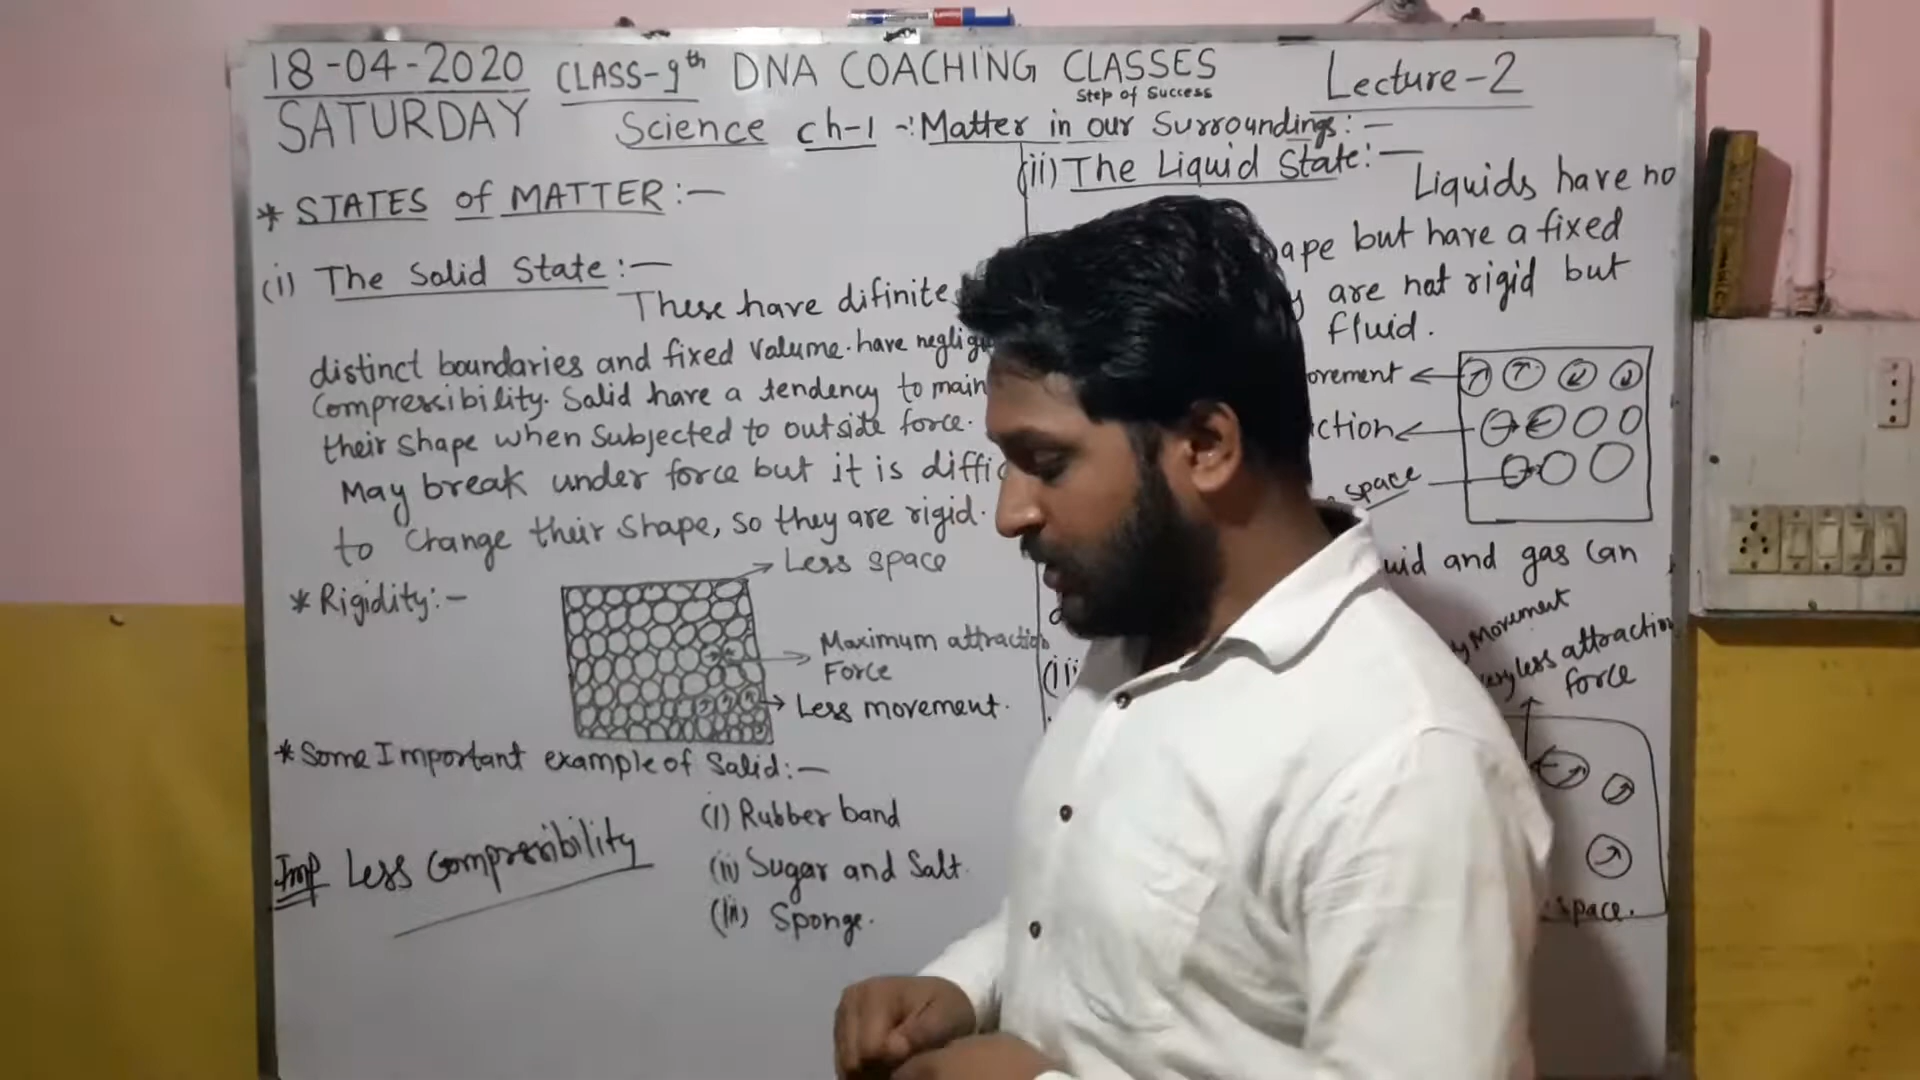 18-04-2020
SATURDAY
CLASS-9th DNA COACHING CLASSES
Step of Success
Lecture-2
Science ch-1 :- Matter in our Surroundings:-
* STATES of MATTER:-
(i) The Solid State:-
These have difinite
distinct boundaries and fixed Volume. have neglig
Compressibility. Solid have a tendency to main
their shape when Subjected to outside force.
May break under force but it is diffic
to Change their Shape, so they are rigid.
* Rigidity:-
Less space
Maximum attraction
Force
Less movement.
* Some Important example of Solid:-
(i) Rubber band
(ii) Sugar and Salt.
(iii) Sponge.
Imp Less Compressibility
(ii) The Liquid State:-
Liquids have no
ape but have a fixed
y are not rigid but
fluid.
ovement
ction
space
uid and gas Can
(iii
y Movement
very less attraction
force
space.